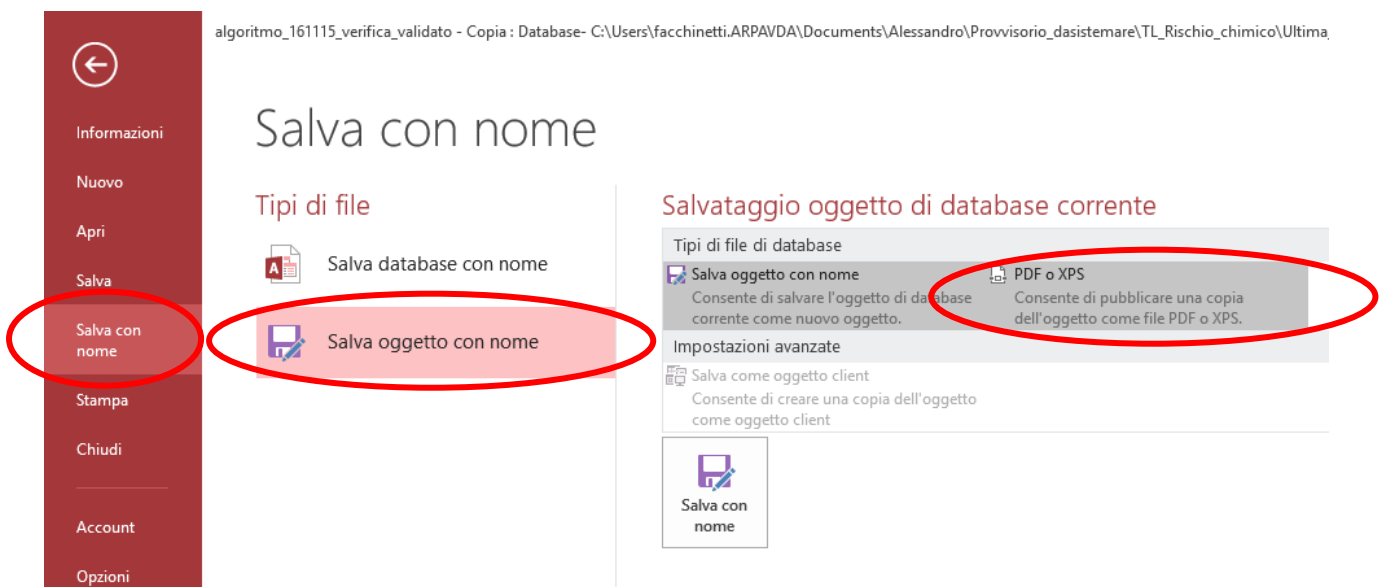 algoritmo_161115_verifica_validato - Copia : Database- C:\Users\facchinetti.ARPAVDA\Documents\Alessandro\Provvisorio_dasistemare\TL_Rischio_chimico\Ultima_
Informazioni
Nuovo
Apri
Salva
Salva con
nome
Stampa
Chiudi
Account
Opzioni
Salva con nome
Tipi di file
Salva database con nome
Salva oggetto con nome
Salvataggio oggetto di database corrente
Tipi di file di database
Salva oggetto con nome
Consente di salvare l'oggetto di database
corrente come nuovo oggetto.
PDF o XPS
Consente di pubblicare una copia
dell'oggetto come file PDF o XPS.
Impostazioni avanzate
Salva come oggetto client
Consente di creare una copia dell'oggetto
come oggetto client
Salva con
nome